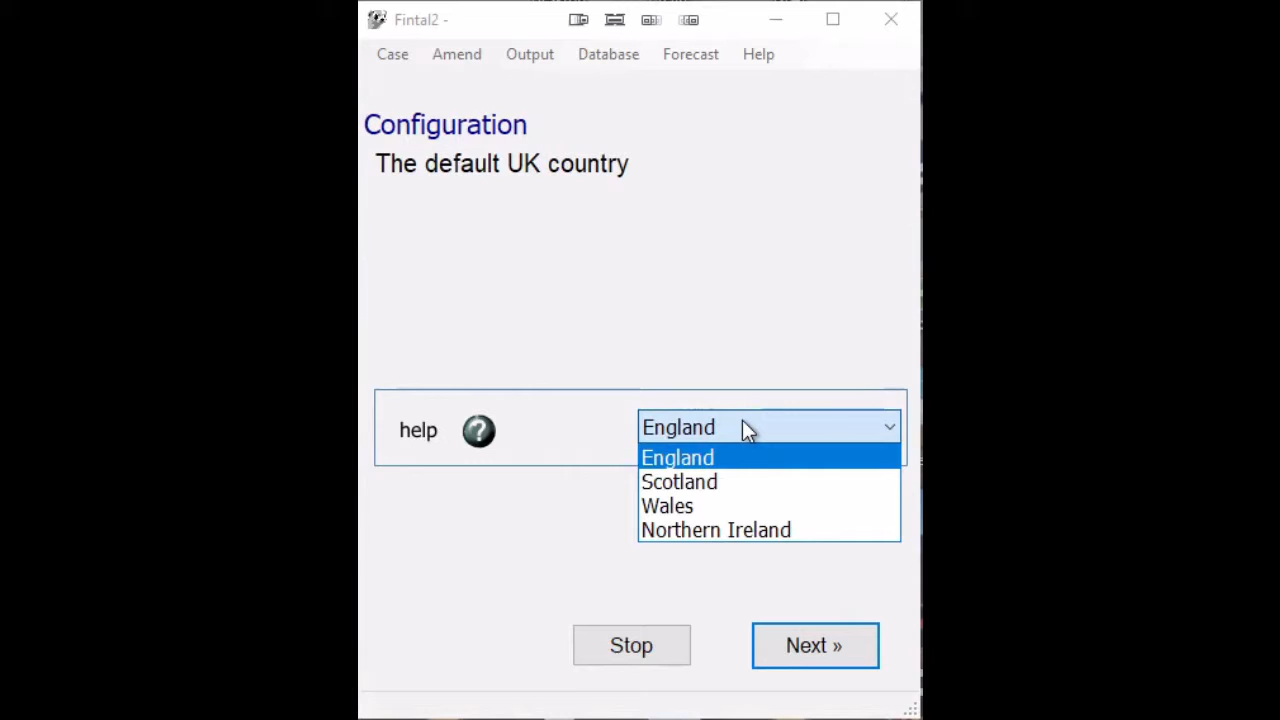 Fintal2 -
Case Amend Output Database Forecast Help
Configuration
The default UK country
help ? England
England
Scotland
Wales
Northern Ireland
Stop Next »